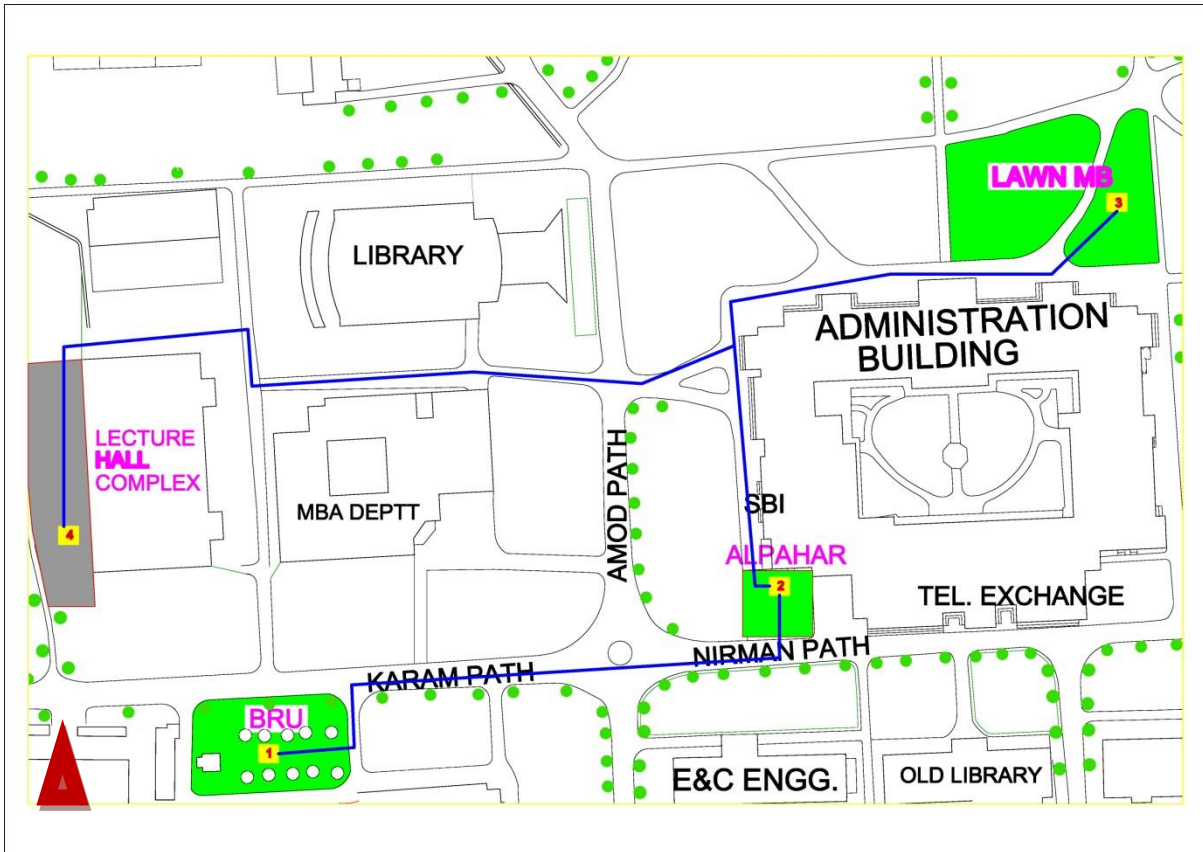 LAWN MB
3
LIBRARY
ADMINISTRATION
BUILDING
LECTURE
HALL
COMPLEX
4
MBA DEPTT
AMOD PATH
SBI
ALPAHAR
2
TEL. EXCHANGE
NIRMAN PATH
KARAM PATH
BRU
1
E&C ENGG.
OLD LIBRARY